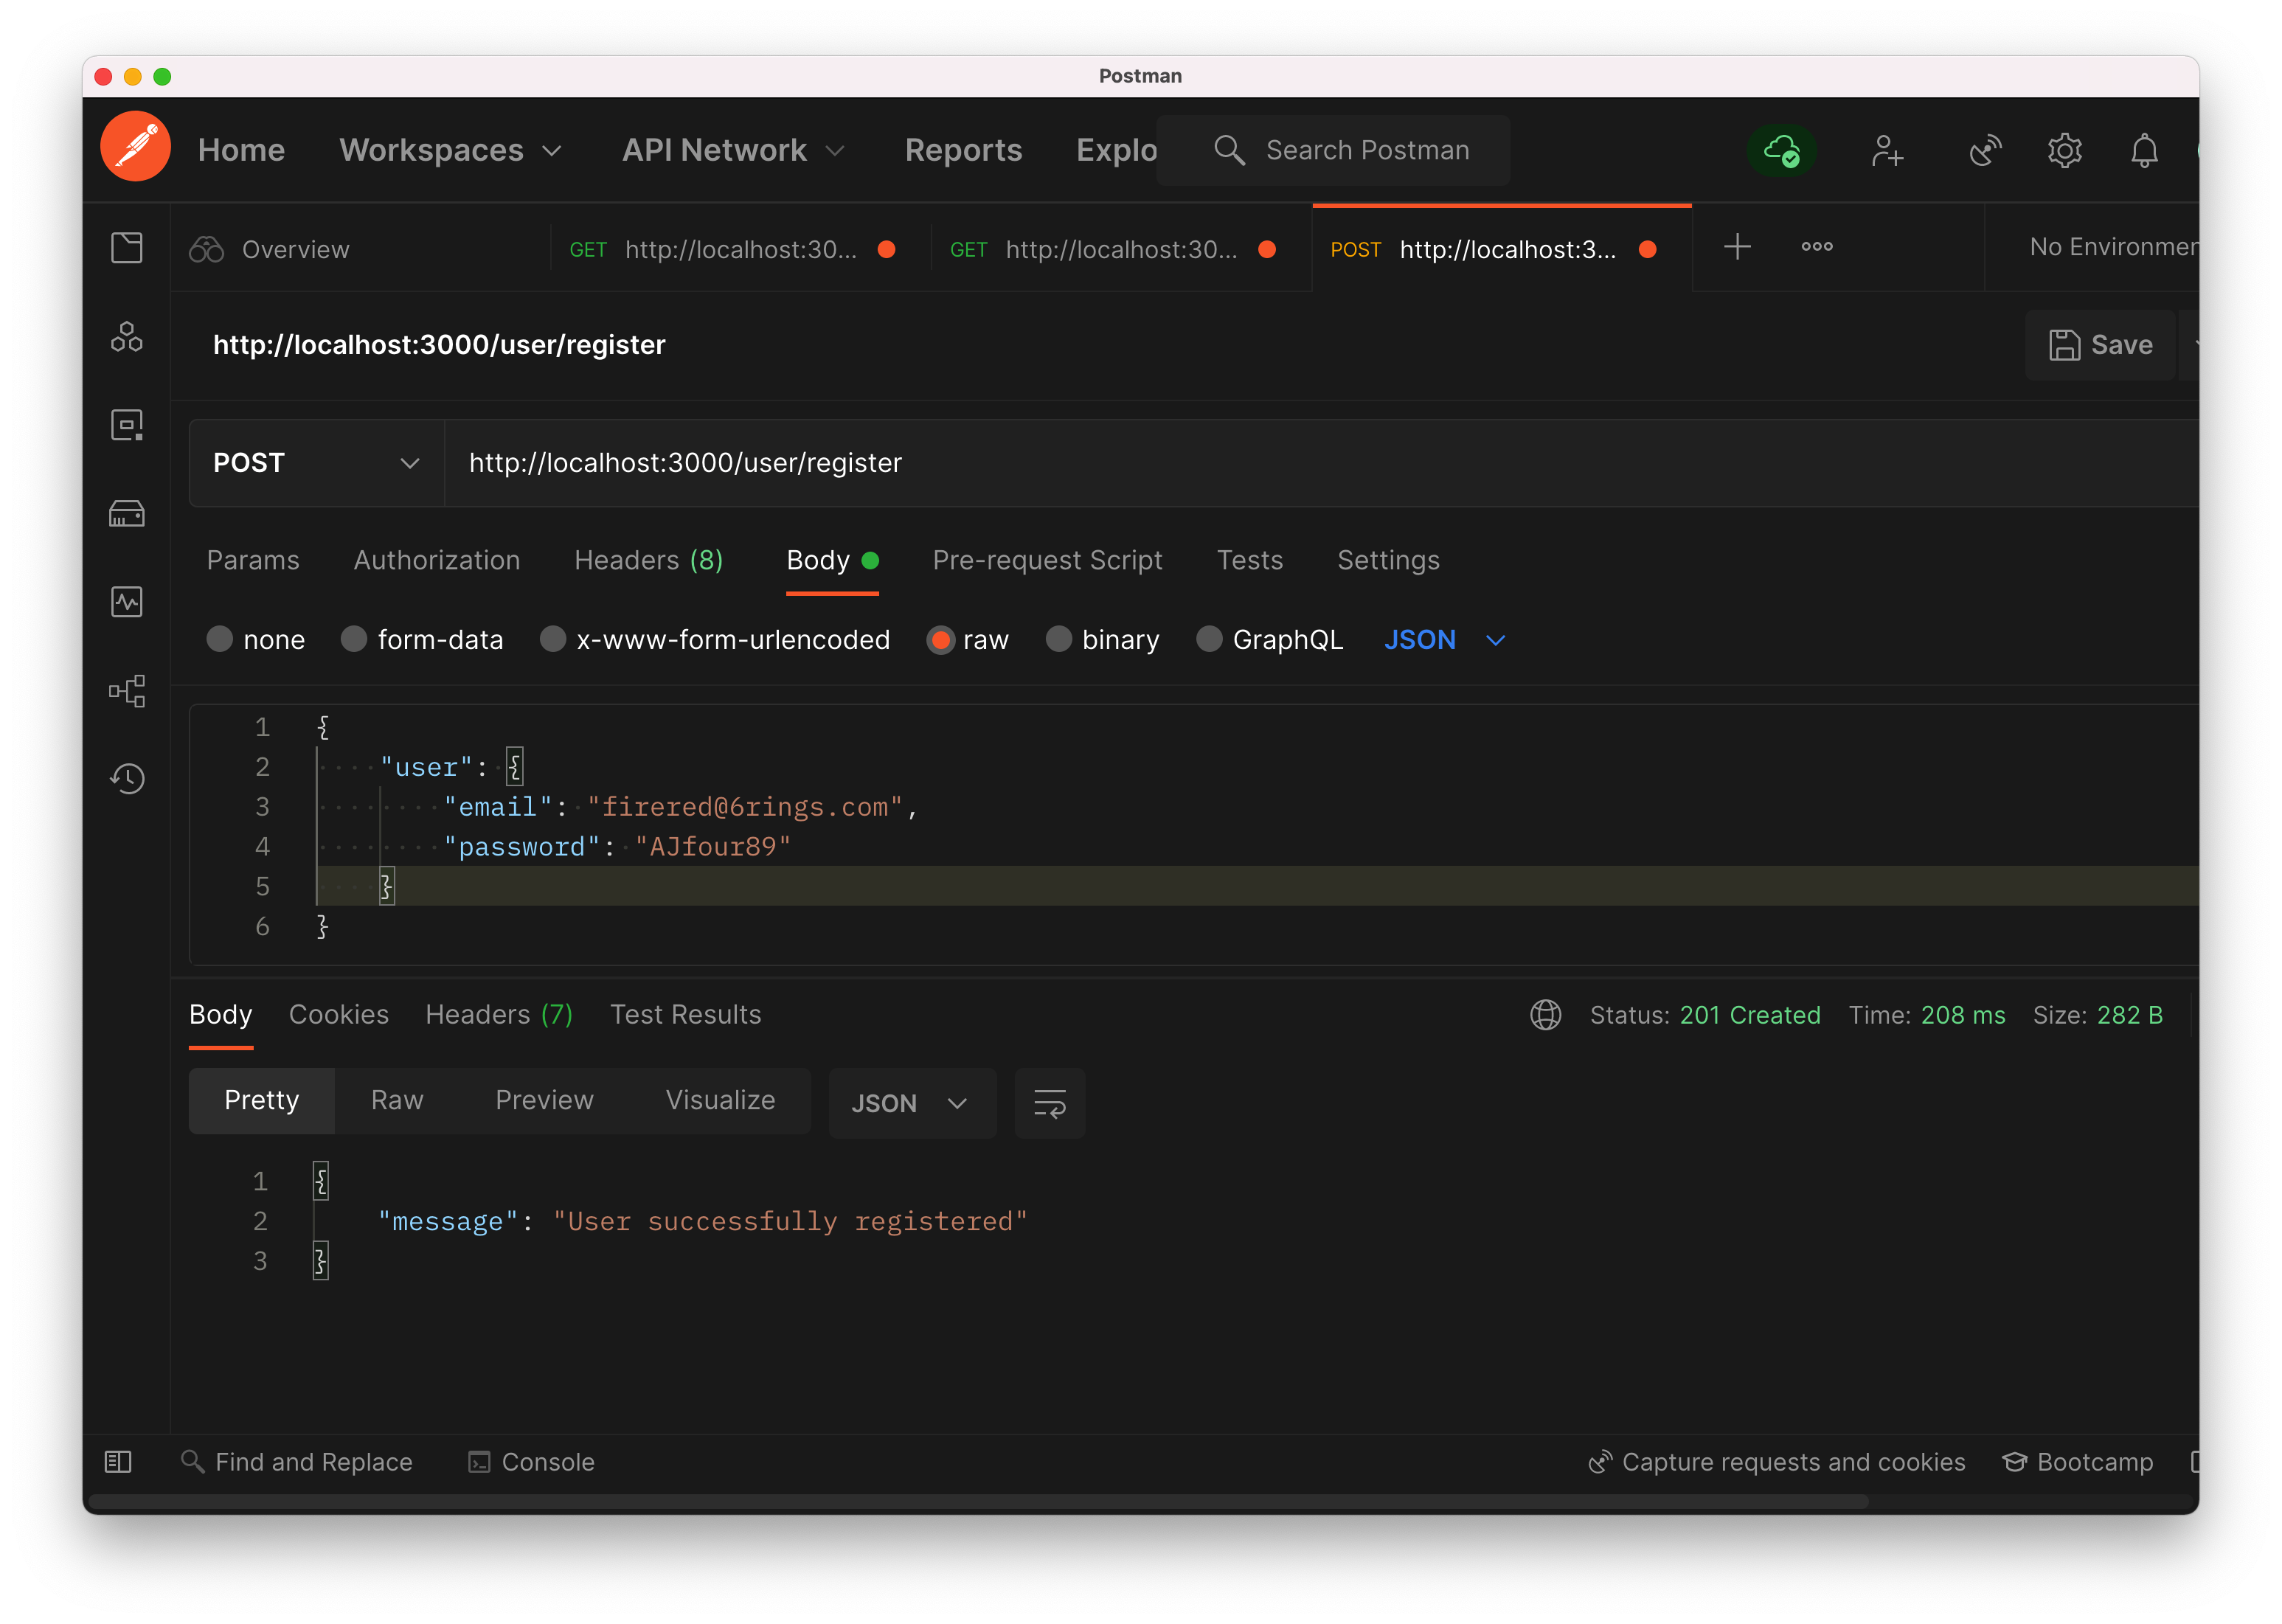 Postman
Home Workspaces API Network Reports Explo Search Postman
Overview GET http://localhost:30... GET http://localhost:30... POST http://localhost:3... No Environmen
http://localhost:3000/user/register Save
POST http://localhost:3000/user/register
Params Authorization Headers (8) Body Pre-request Script Tests Settings
none form-data x-www-form-urlencoded raw binary GraphQL JSON
1 {
2 "user": {
3 "email": "firered@6rings.com",
4 "password": "AJfour89"
5 }
6 }
Body Cookies Headers (7) Test Results Status: 201 Created Time: 208 ms Size: 282 B
Pretty Raw Preview Visualize JSON
1 {
2 "message": "User successfully registered"
3 }
Find and Replace Console Capture requests and cookies Bootcamp